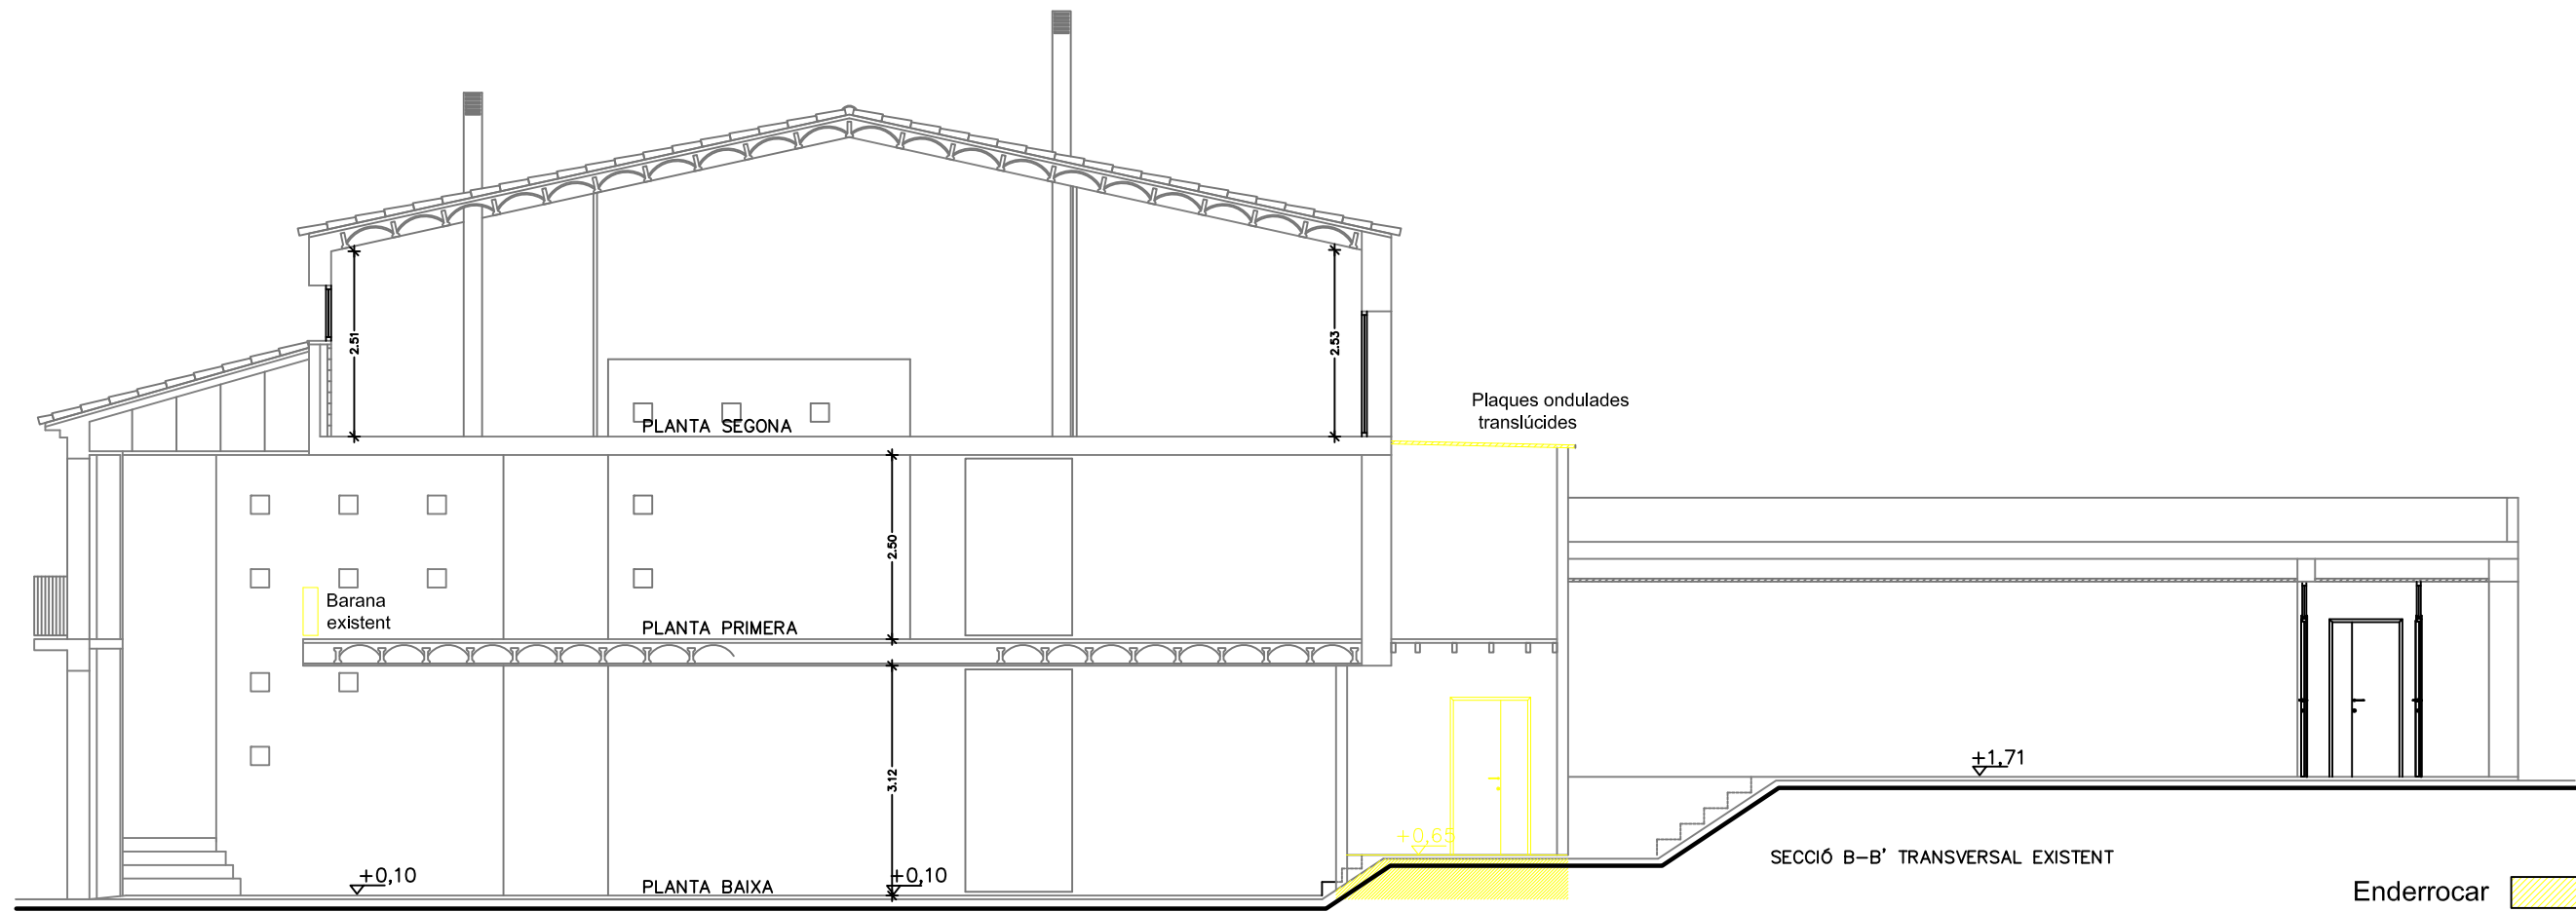 2.51
2.53
Plaques ondulades
translúcides
PLANTA SEGONA
2.50
Barana
existent
PLANTA PRIMERA
3.12
+1,71
+0,65
+0,10
+0,10
PLANTA BAIXA
SECCIÓ B-B' TRANSVERSAL EXISTENT
Enderrocar